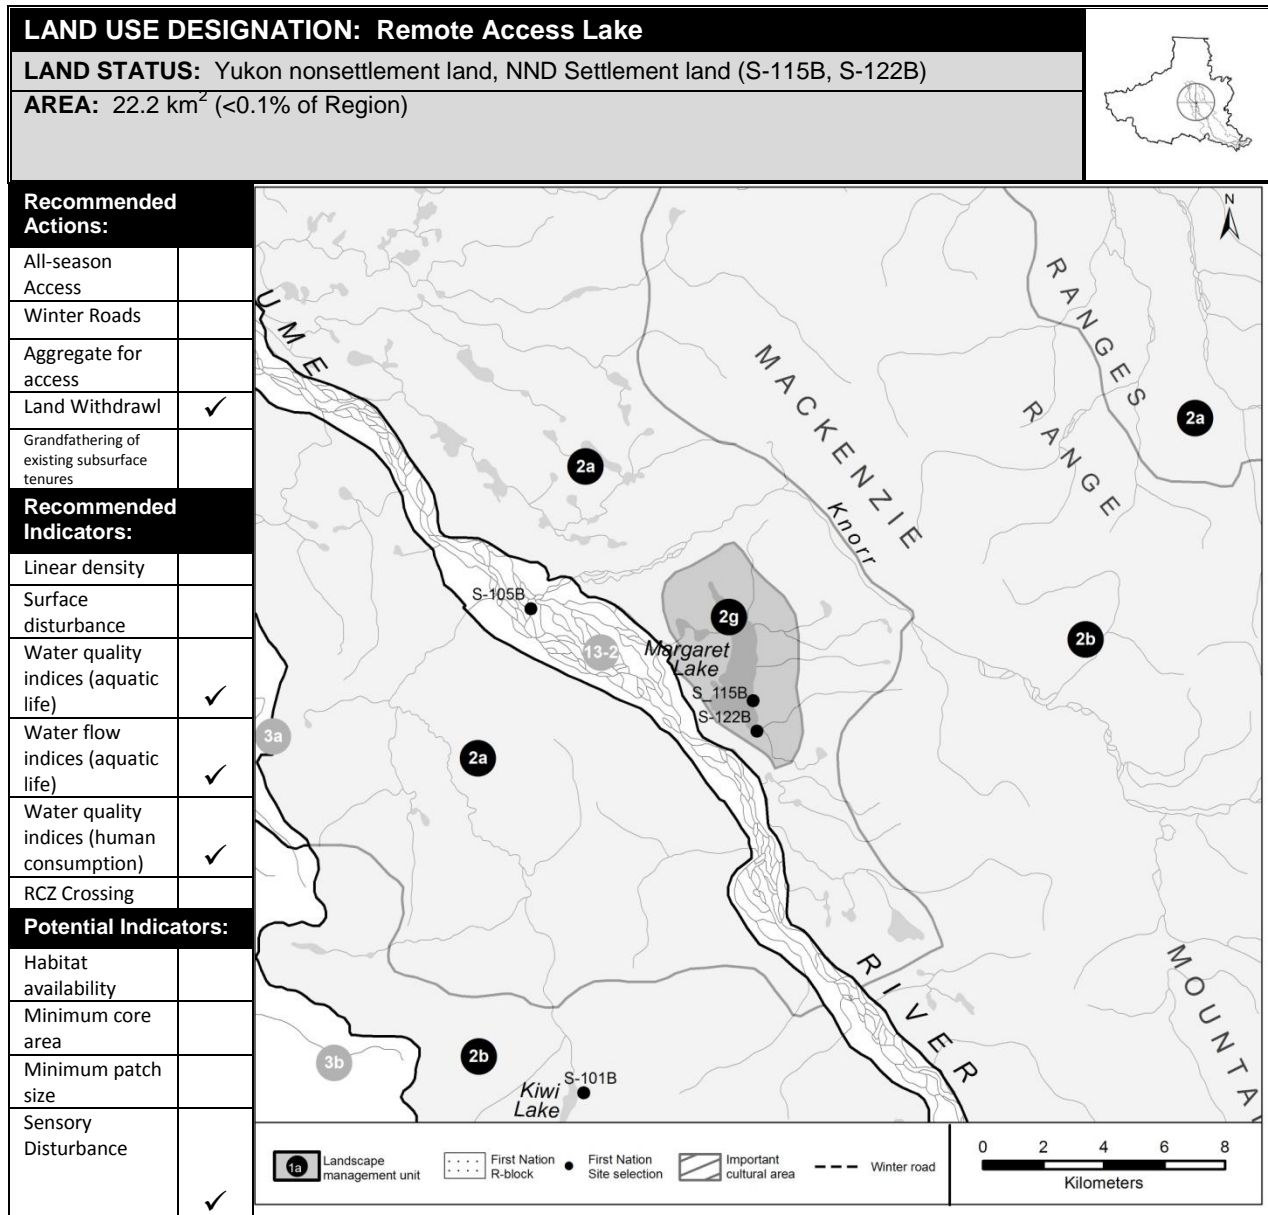 LAND USE DESIGNATION: Remote Access Lake
LAND STATUS: Yukon nonsettlement land, NND Settlement land (S-115B, S-122B)
AREA: 22.2 km² (<0.1% of Region)
Recommended
Actions:
All-season
Access
Winter Roads
Aggregate for
access
Land Withdrawl ✓
Grandfathering of
existing subsurface
tenures
Recommended
Indicators:
Linear density
Surface
disturbance
Water quality
indices (aquatic
life) ✓
Water flow
indices (aquatic
life) ✓
Water quality
indices (human
consumption) ✓
RCZ Crossing
Potential Indicators:
Habitat
availability
Minimum core
area
Minimum patch
size
Sensory
Disturbance
✓
N
UME
RANGES
MACKENZIE
RANGE
2a
2a
Knorr
S-105B
2g
13-2
Margaret
Lake
2b
S_115B
S-122B
3a
2a
RIVER
MOUNTA
3b
2b
S-101B
Kiwi
Lake
1a
Landscape
management unit
First Nation
R-block
First Nation
Site selection
Important
cultural area
Winter road
0 2 4 6 8
Kilometers